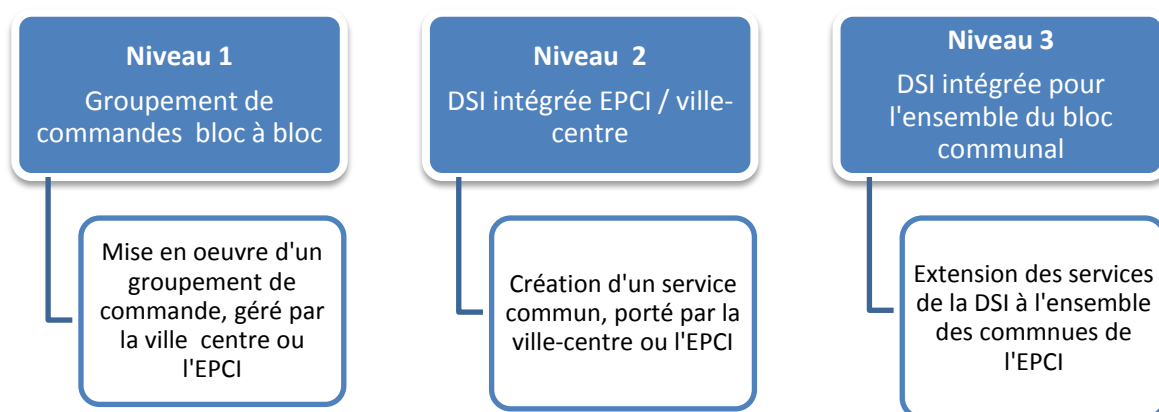 Niveau 1
Groupement de
commandes bloc à bloc
Mise en oeuvre d'un
groupement de
commande, géré par
la ville centre ou
l'EPCI
Niveau 2
DSI intégrée EPCI / ville-
centre
Création d'un service
commun, porté par la
ville-centre ou l'EPCI
Niveau 3
DSI intégrée pour
l'ensemble du bloc
communal
Extension des services
de la DSI à l'ensemble
des commnues de
l'EPCI